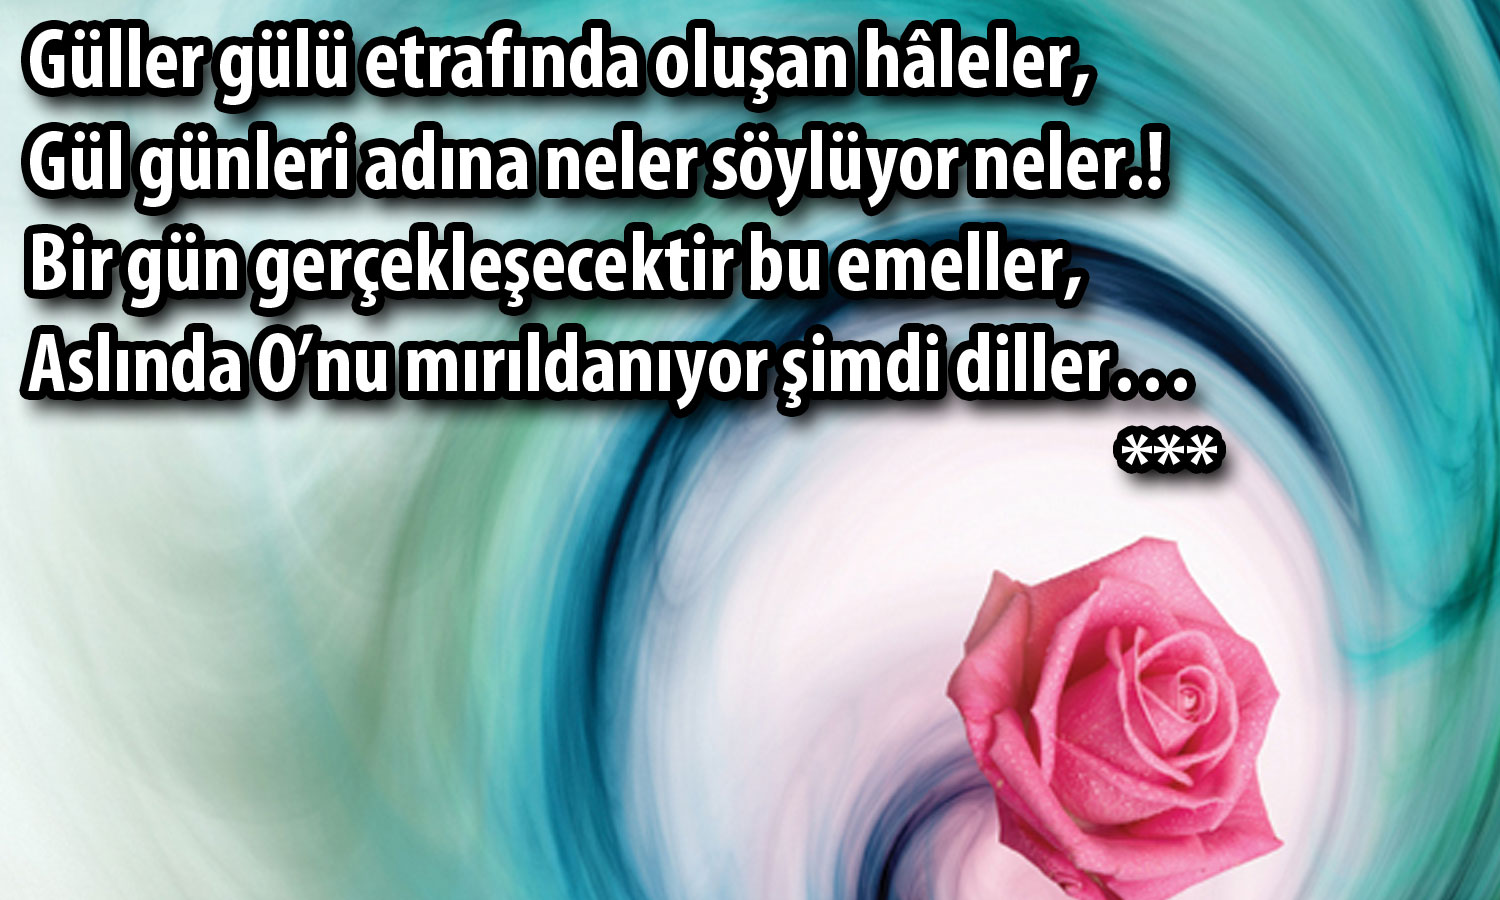 Güller gülü etrafında oluşan hâleler,
Gül günleri adına neler söylüyor neler.!
Bir gün gerçekleşecektir bu emeller,
Aslında O’nu mırıldanıyor şimdi diller…
***